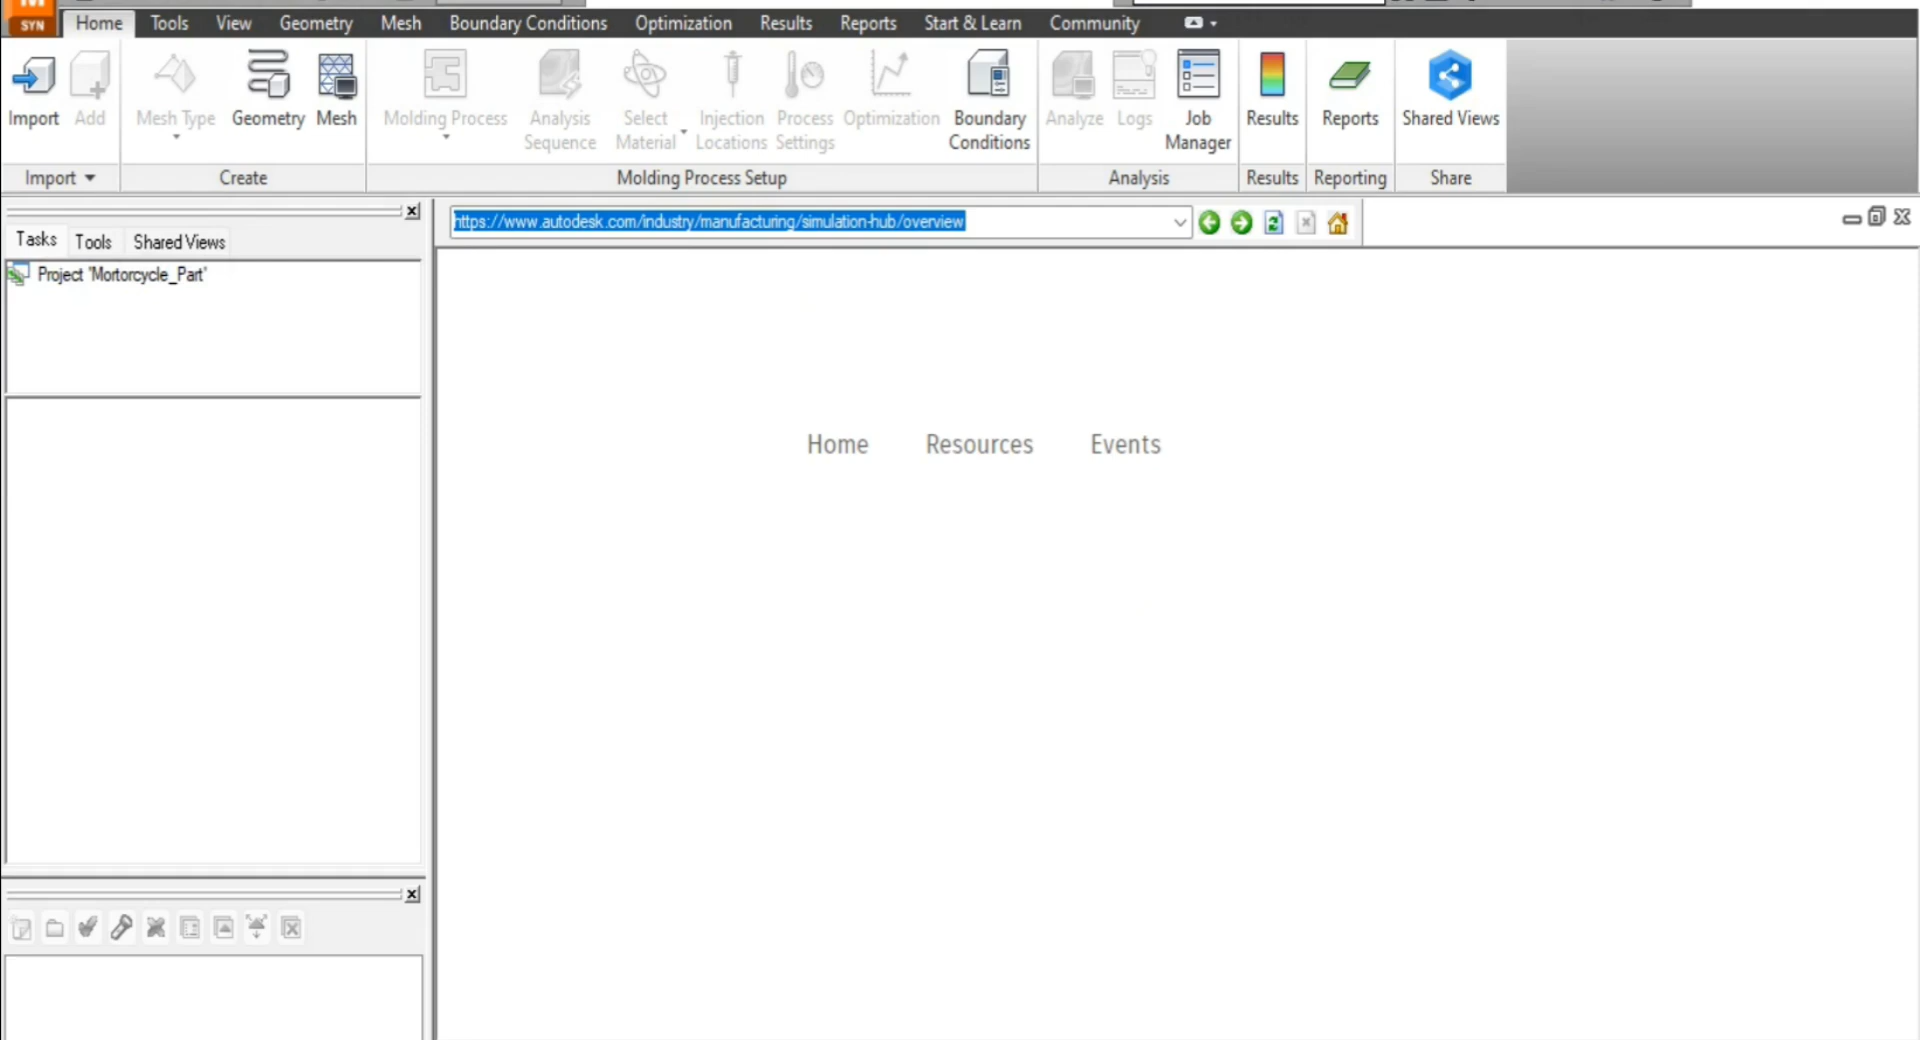 SYN Home Tools View Geometry Mesh Boundary Conditions Optimization Results Reports Start & Learn Community
Import Add Mesh Type Geometry Mesh Molding Process Analysis Sequence Select Material Injection Locations Process Settings Optimization Boundary Conditions Analyze Logs Job Manager Results Reports Shared Views
Import Create Molding Process Setup Analysis Results Reporting Share
https://www.autodesk.com/industry/manufacturing/simulation-hub/overview
Tasks Tools Shared Views
Project 'Mortorcycle_Part'
Home Resources Events